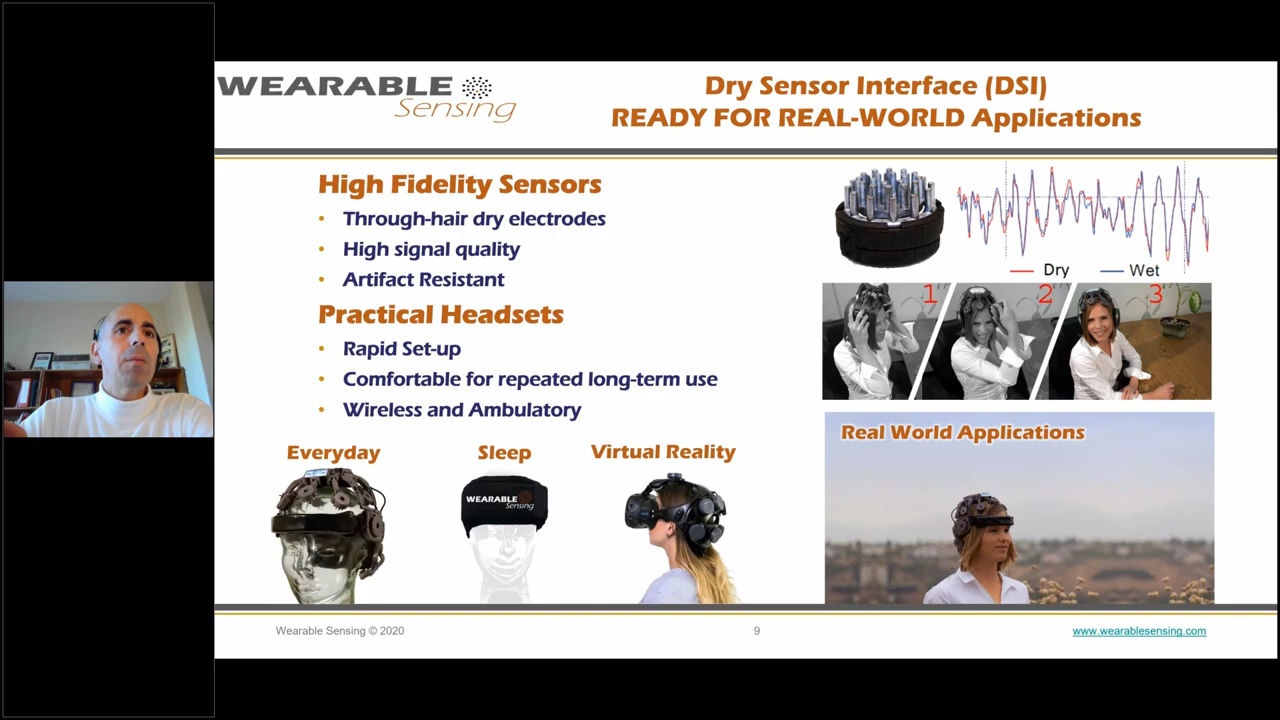 WEARABLE
Sensing
Dry Sensor Interface (DSI)
READY FOR REAL-WORLD Applications
High Fidelity Sensors
• Through-hair dry electrodes
• High signal quality
• Artifact Resistant
Dry Wet
1 2 3
Practical Headsets
• Rapid Set-up
• Comfortable for repeated long-term use
• Wireless and Ambulatory
Everyday Sleep Virtual Reality
WEARABLE
Sensing
Real World Applications
Wearable Sensing © 2020
9
www.wearablesensing.com